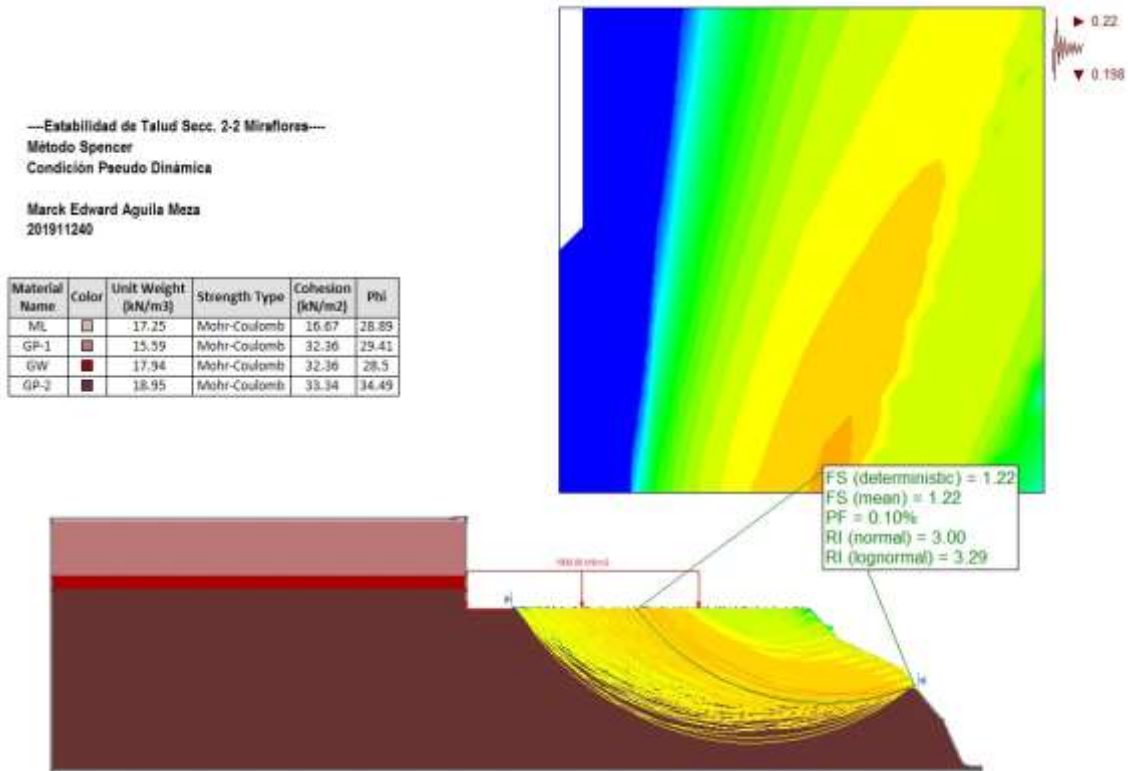 ----Estabilidad de Talud Secc. 2-2 Miraflores----
Método Spencer
Condición Pseudo Dinámica
Marck Edward Aguila Meza
201911240
Material Name Color Unit Weight (kN/m3) Strength Type Cohesion (kN/m2) Phi
ML 17.25 Mohr-Coulomb 16.67 28.89
GP-1 15.59 Mohr-Coulomb 32.36 29.41
GW 17.94 Mohr-Coulomb 32.36 28.5
GP-2 18.95 Mohr-Coulomb 33.34 34.49
0.22
0.198
FS (deterministic) = 1.22
FS (mean) = 1.22
PF = 0.10%
RI (normal) = 3.00
RI (lognormal) = 3.29